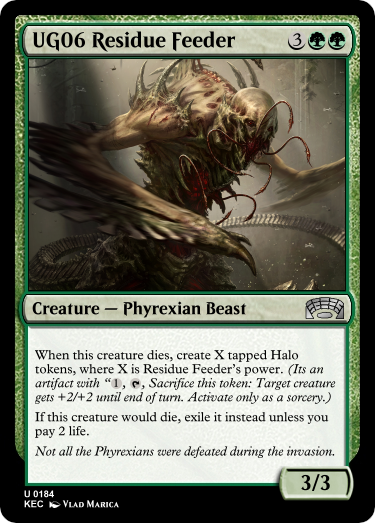 UG06 Residue Feeder 3
Creature — Phyrexian Beast
When this creature dies, create X tapped Halo
tokens, where X is Residue Feeder's power. (Its an
artifact with “1, , Sacrifice this token: Target creature
gets +2/+2 until end of turn. Activate only as a sorcery.)
If this creature would die, exile it instead unless you
pay 2 life.
Not all the Phyrexians were defeated during the invasion.
3/3
U 0184
KEC Vlad Marica